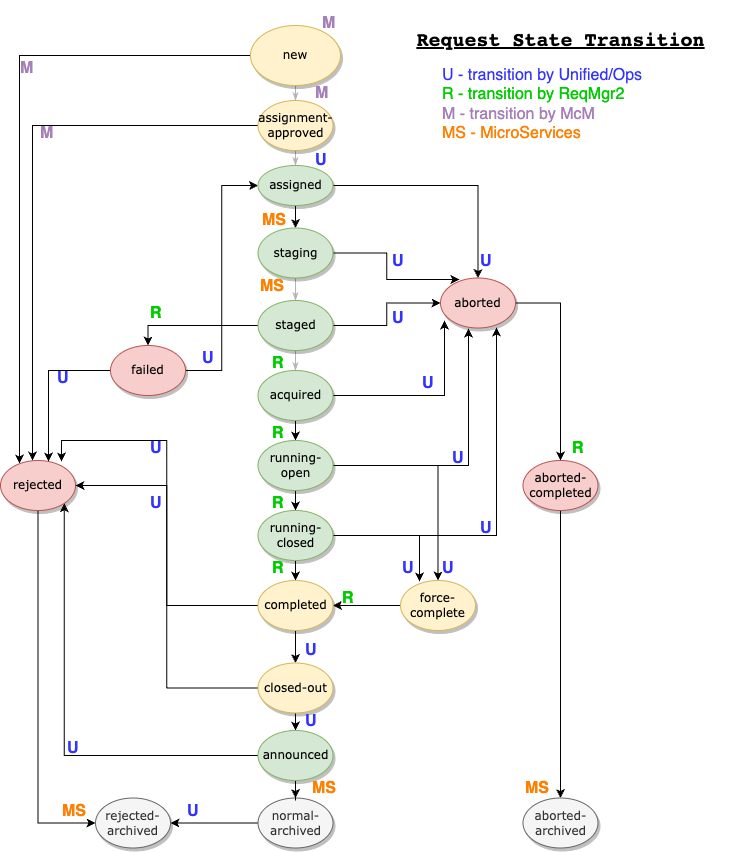 M
Request State Transition
new
M
U - transition by Unified/Ops
R - transition by ReqMgr2
M - transition by McM
MS - MicroServices
M
assignment-
approved
M
U
assigned
MS
staging
U
U
MS
aborted
R
staged
U
U
R
failed
U
acquired
U
R
U
running-
open
U
R
rejected
aborted-
completed
U
R
running-
closed
U
R
U
U
completed
R
force-
complete
U
closed-out
U
U
announced
MS
MS
MS
rejected-
archived
U
normal-
archived
aborted-
archived